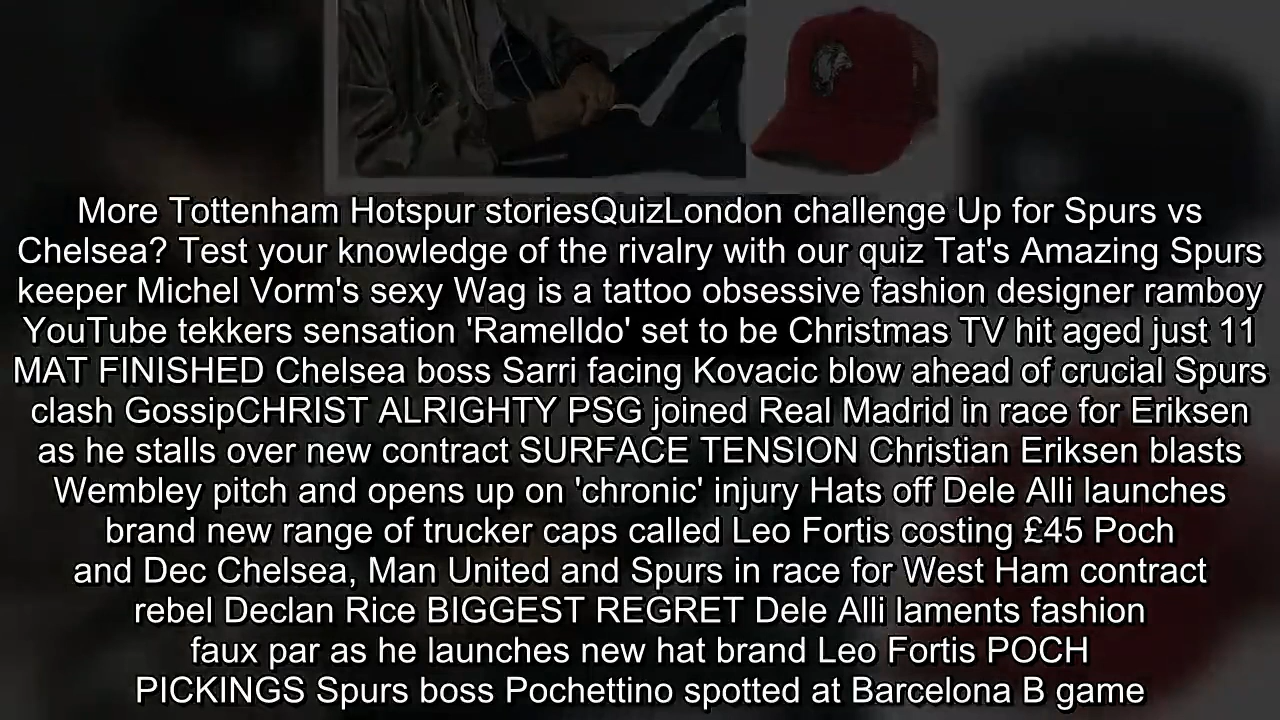 More Tottenham Hotspur storiesQuizLondon challenge Up for Spurs vs
Chelsea? Test your knowledge of the rivalry with our quiz Tat's Amazing Spurs
keeper Michel Vorm's sexy Wag is a tattoo obsessive fashion designer ramboy
YouTube tekkers sensation 'Ramelldo' set to be Christmas TV hit aged just 11
MAT FINISHED Chelsea boss Sarri facing Kovacic blow ahead of crucial Spurs
clash GossipCHRIST ALRIGHTY PSG joined Real Madrid in race for Eriksen
as he stalls over new contract SURFACE TENSION Christian Eriksen blasts
Wembley pitch and opens up on 'chronic' injury Hats off Dele Alli launches
brand new range of trucker caps called Leo Fortis costing £45 Poch
and Dec Chelsea, Man United and Spurs in race for West Ham contract
rebel Declan Rice BIGGEST REGRET Dele Alli laments fashion
faux par as he launches new hat brand Leo Fortis POCH
PICKINGS Spurs boss Pochettino spotted at Barcelona B game